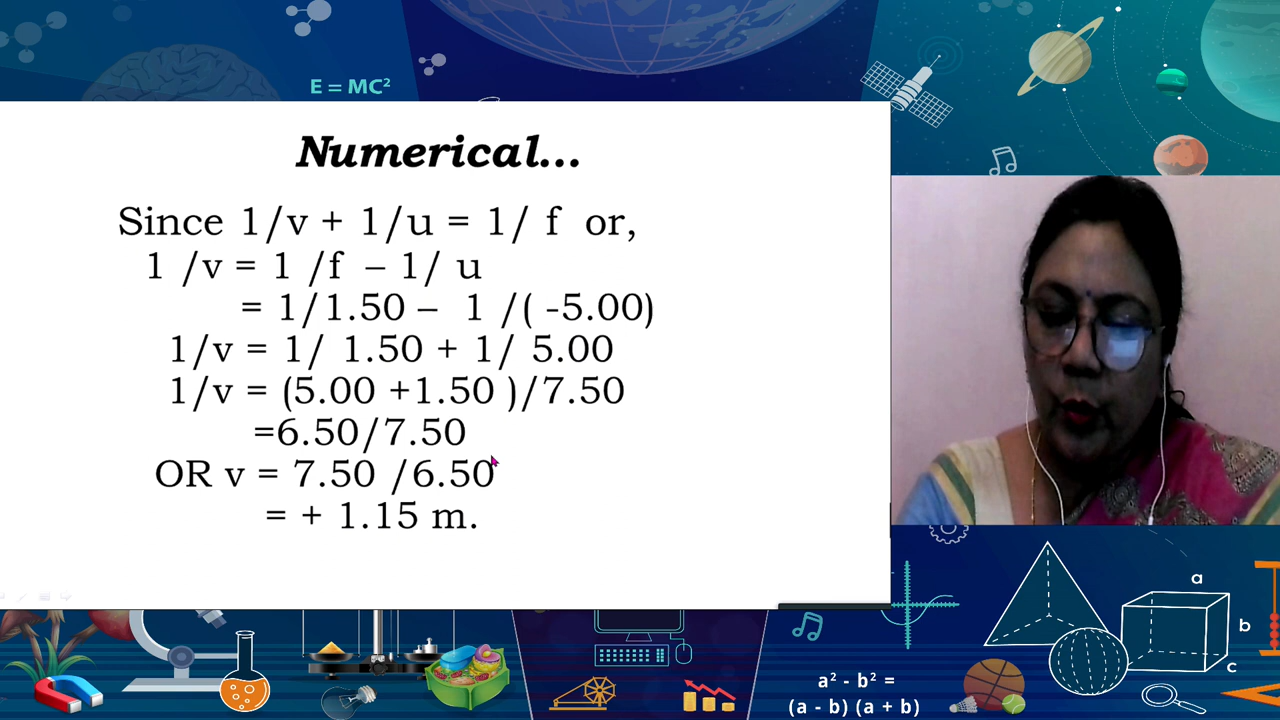 E = MC²
Numerical...
Since 1/v + 1/u = 1/ f or,
1 /v = 1 /f – 1/ u
= 1/1.50 – 1 /( -5.00)
1/v = 1/ 1.50 + 1/ 5.00
1/v = (5.00 +1.50 )/7.50
=6.50/7.50
OR v = 7.50 /6.50
= + 1.15 m.
a
b
c
a² - b² =
(a - b) (a + b)